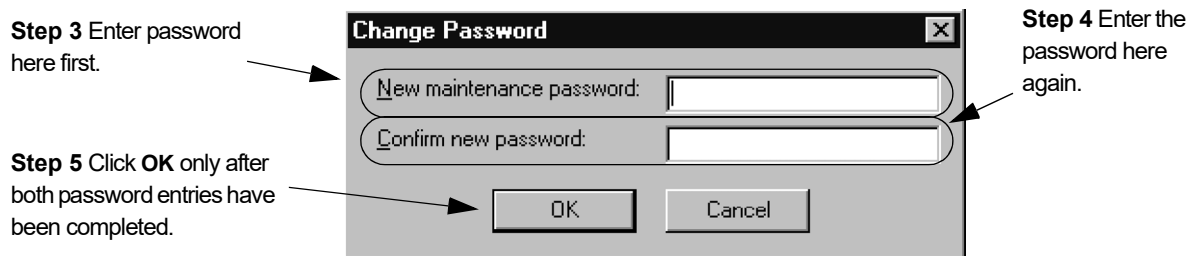 Step 3 Enter password
here first.
Change Password
Step 4 Enter the
password here
again.
New maintenance password:
Confirm new password:
Step 5 Click OK only after
both password entries have
been completed.
OK
Cancel